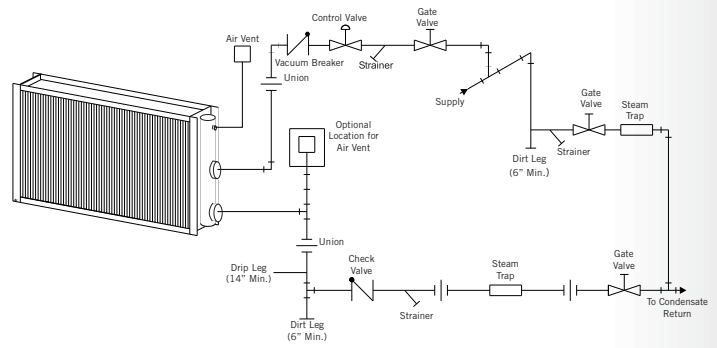 Control Valve
Gate
Valve
Air Vent
Vacuum Breaker
Strainer
Union
Supply
Optional
Location for
Air Vent
Gate
Valve
Steam
Trap
Strainer
Dirt Leg
(6” Min.)
Union
Drip Leg
(14” Min.)
Check
Valve
Steam
Trap
Gate
Valve
Strainer
To Condensate
Return
Dirt Leg
(6” Min.)